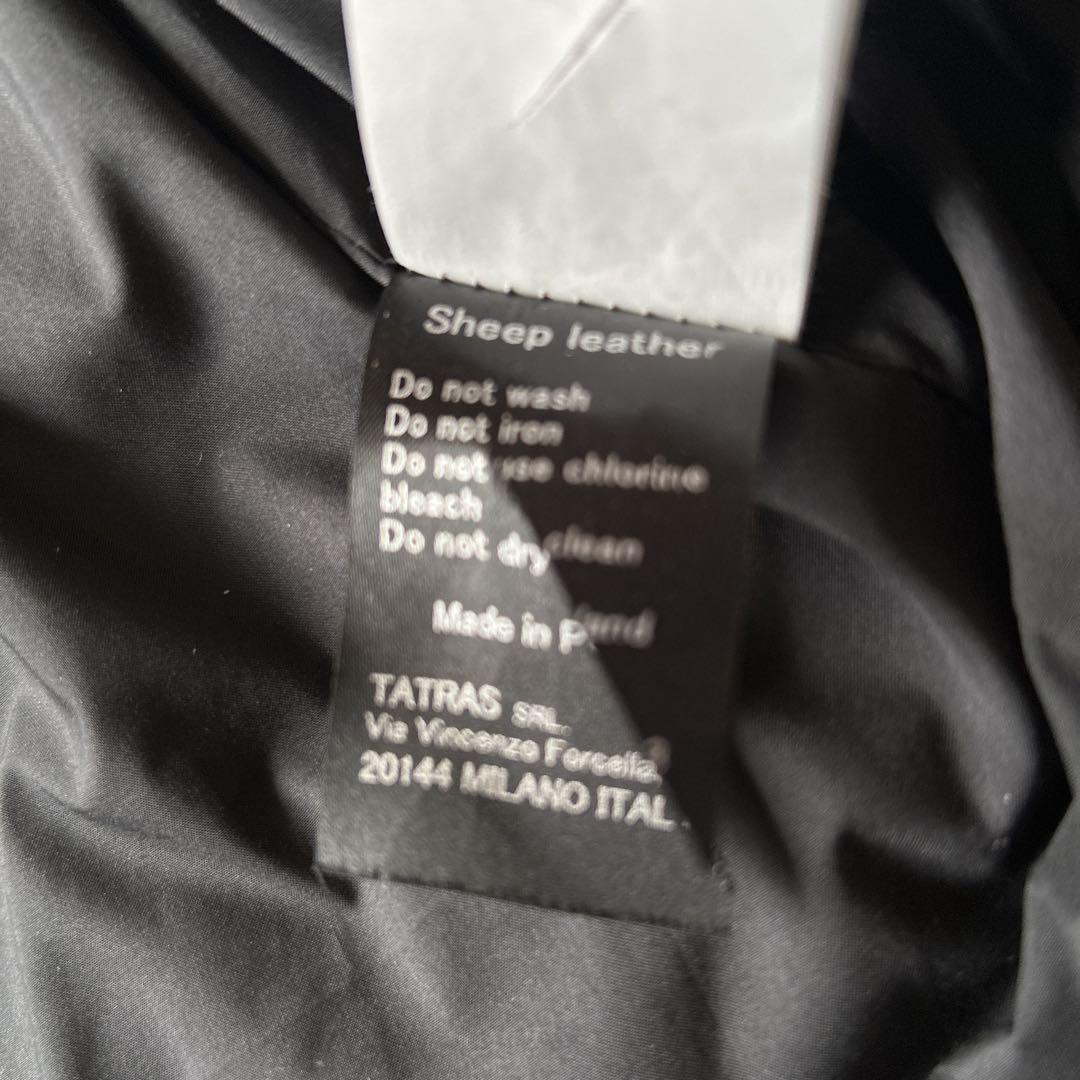 Sheep leather
Do not wash
Do not iron
Do not use chlorine
bleach
Do not dry clean
Made in
TATRAS SRL.
Via Vincenzo Forcella,
20144 MILANO ITAL